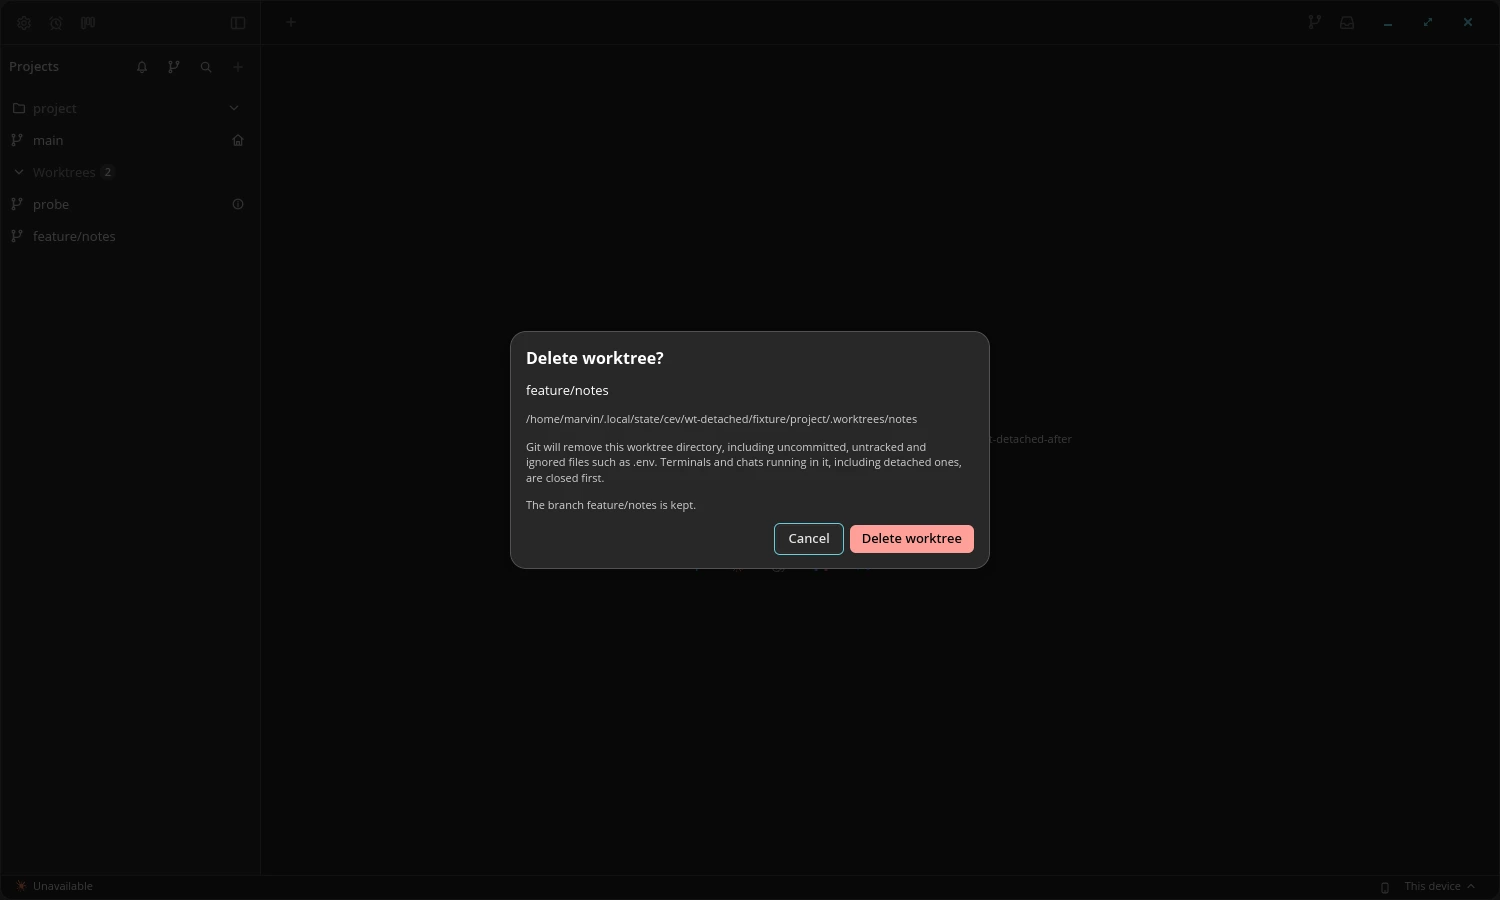 Projects
project
main
Worktrees 2
probe
feature/notes
Delete worktree?
feature/notes
/home/marvin/.local/state/cev/wt-detached/fixture/project/.worktrees/notes
t-detached-after
Git will remove this worktree directory, including uncommitted, untracked and
ignored files such as .env. Terminals and chats running in it, including detached ones,
are closed first.
The branch feature/notes is kept.
Cancel
Delete worktree
Unavailable
This device